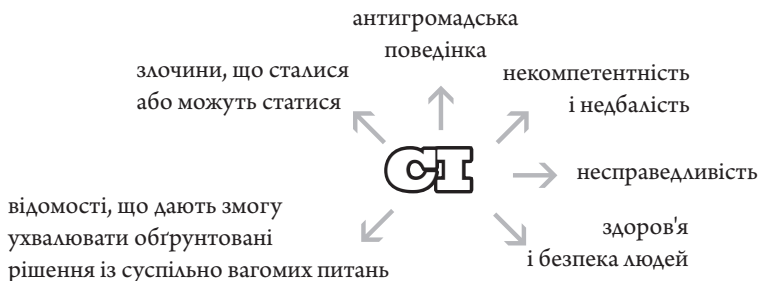 антигромадська
поведінка
злочини, що сталися
або можуть статися
некомпетентність
і недбалість
СІ
несправедливість
відомості, що дають змогу
ухвалювати обґрунтовані
рішення із суспільно вагомих питань
здоров'я
і безпека людей